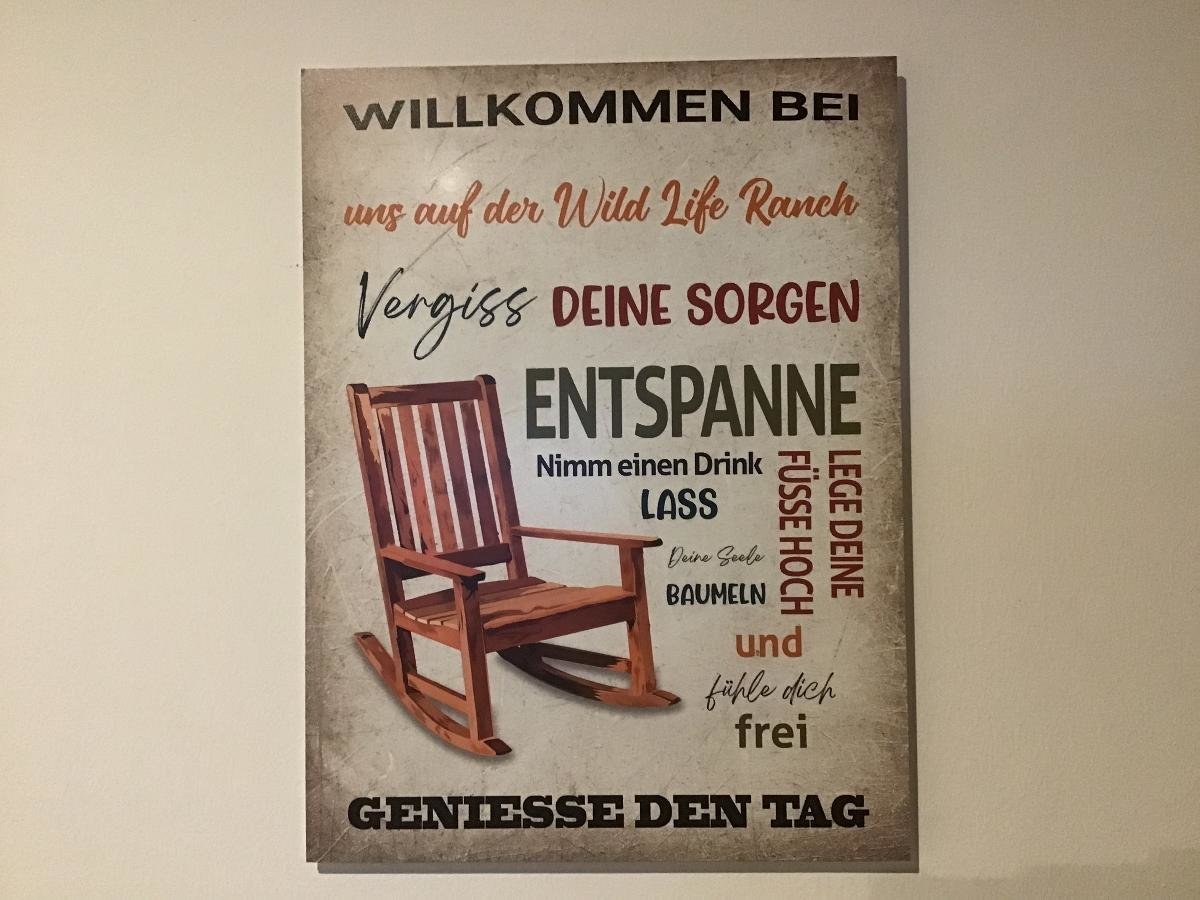 WILLKOMMEN BEI
uns auf der Wild Life Ranch
Vergiss DEINE SORGEN
ENTSPANNE
Nimm einen Drink
LEGE DEINE
FÜSSE HOCH
LASS
Deine Seele
BAUMELN
und
fühle dich
frei
GENIESSE DEN TAG